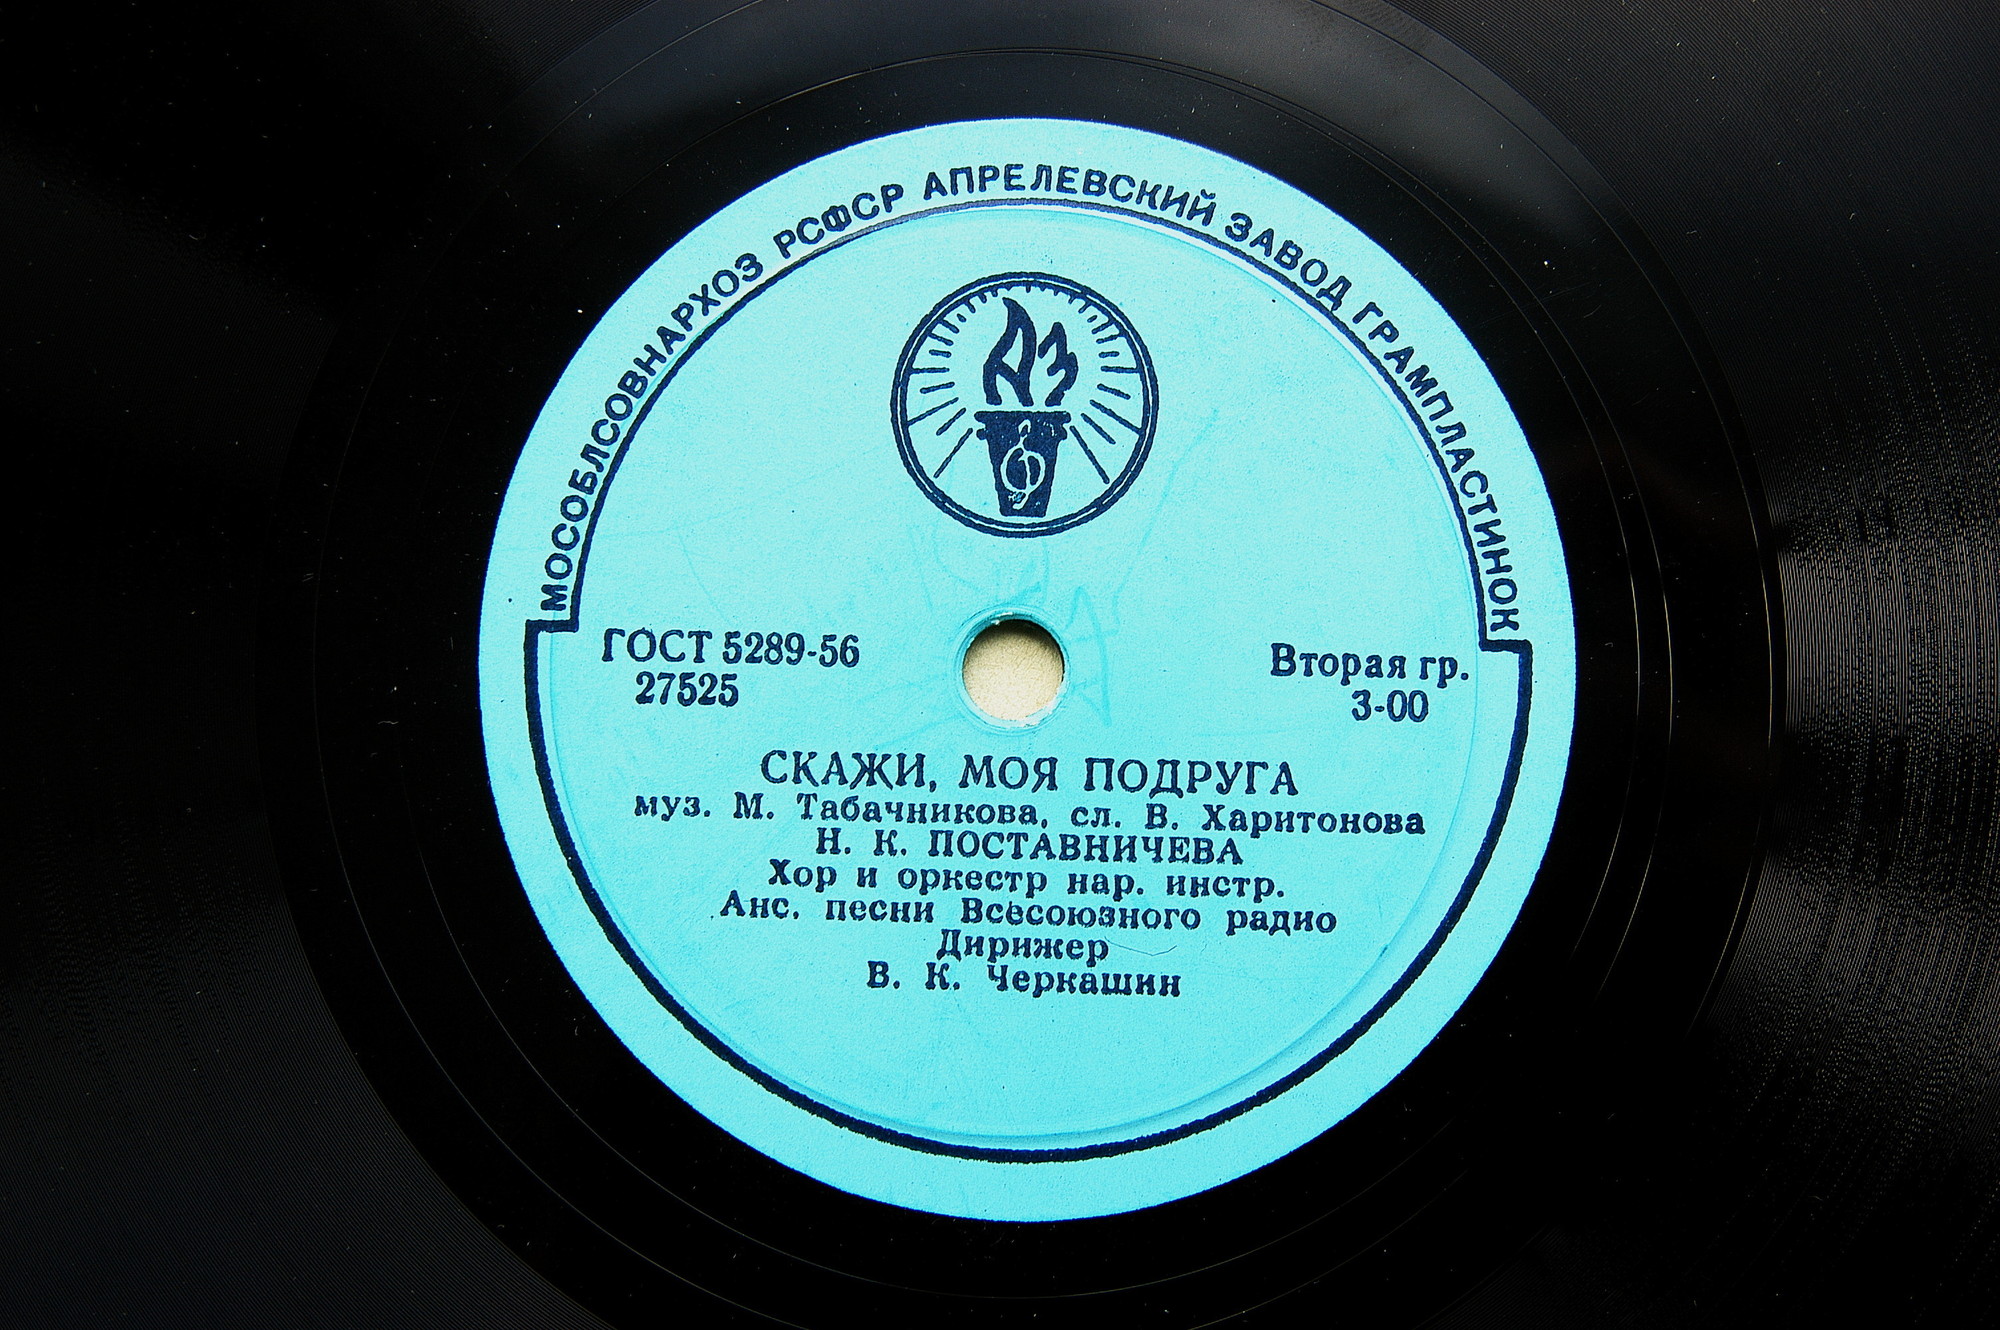 МОСОБЛСОВНАРХОЗ РСФСР АПРЕЛЕВСКИЙ ЗАВОД ГРАМПЛАСТИНОК
АЗ
ГОСТ 5289-56
27525
Вторая гр.
3-00
СКАЖИ, МОЯ ПОДРУГА
муз. М. Табачникова, сл. В. Харитонова
Н. К. ПОСТАВНИЧЕВА
Хор и оркестр нар. инстр.
Анс. песни Всесоюзного радио
Дирижер
В. К. Черкашин